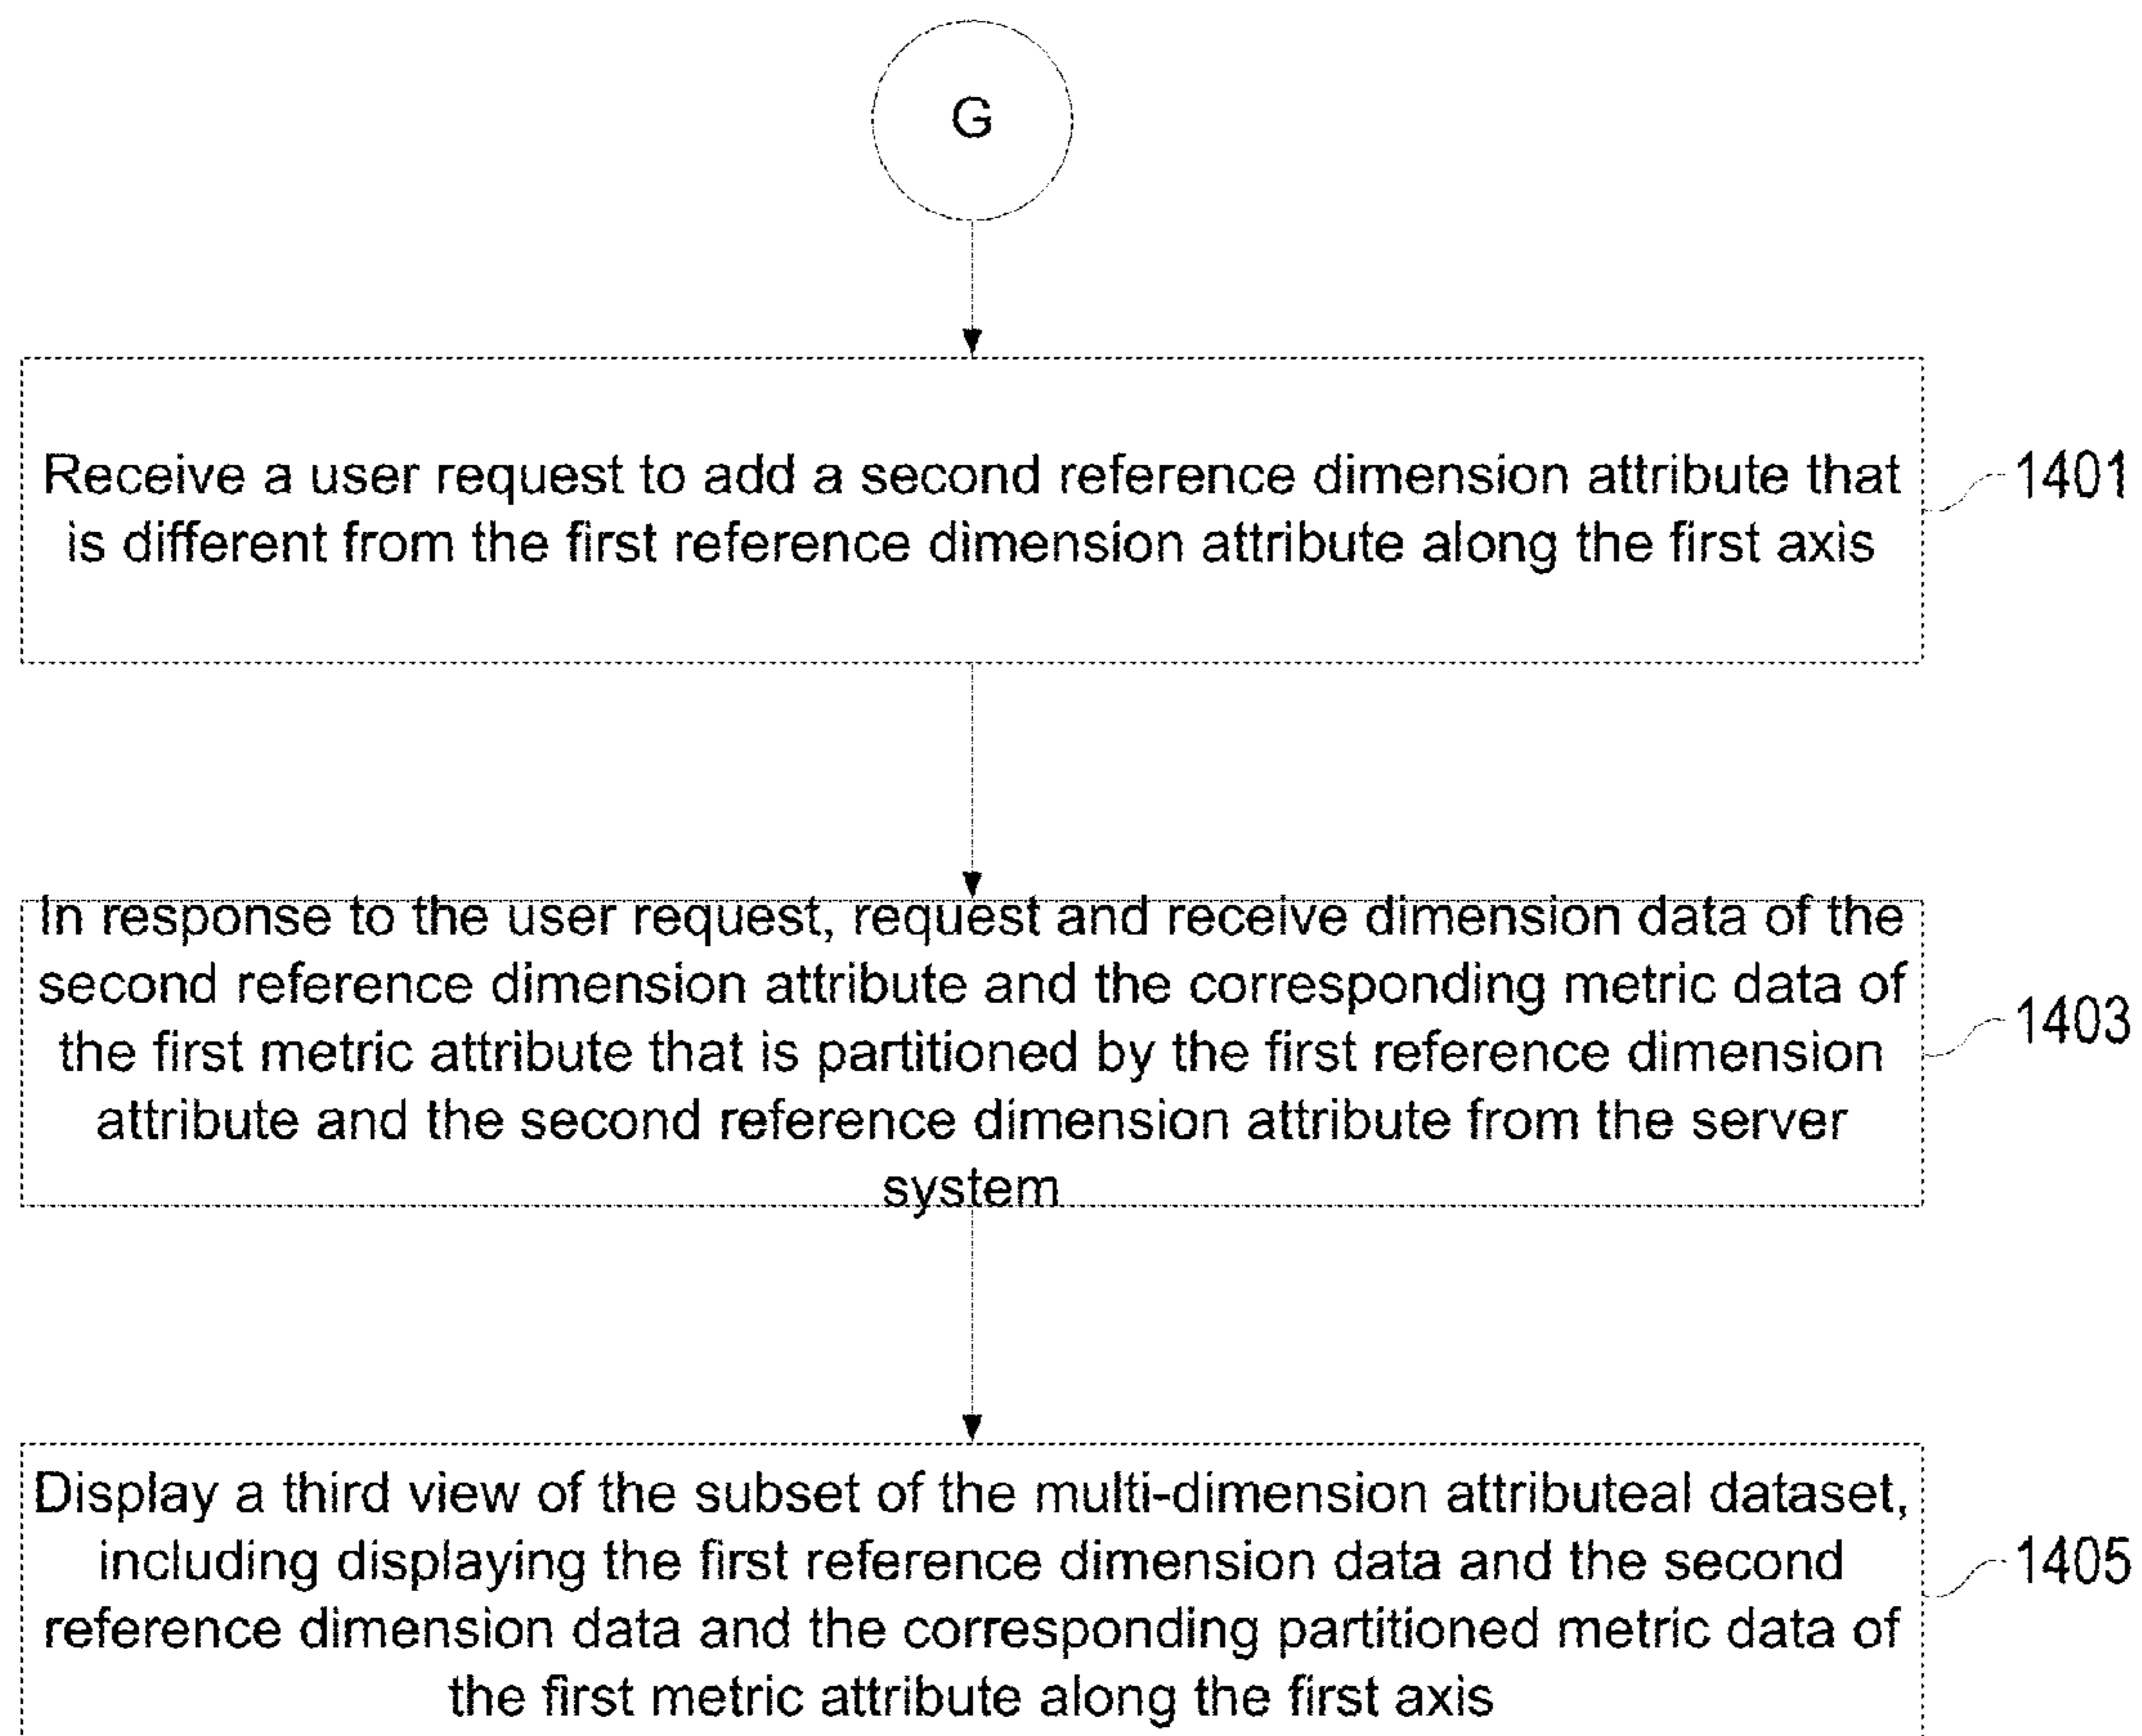 G
Receive a user request to add a second reference dimension attribute that
is different from the first reference dimension attribute along the first axis
1401
In response to the user request, request and receive dimension data of the
second reference dimension attribute and the corresponding metric data of
the first metric attribute that is partitioned by the first reference dimension
attribute and the second reference dimension attribute from the server
system
1403
Display a third view of the subset of the multi-dimension attributeal dataset,
including displaying the first reference dimension data and the second
reference dimension data and the corresponding partitioned metric data of
the first metric attribute along the first axis
1405